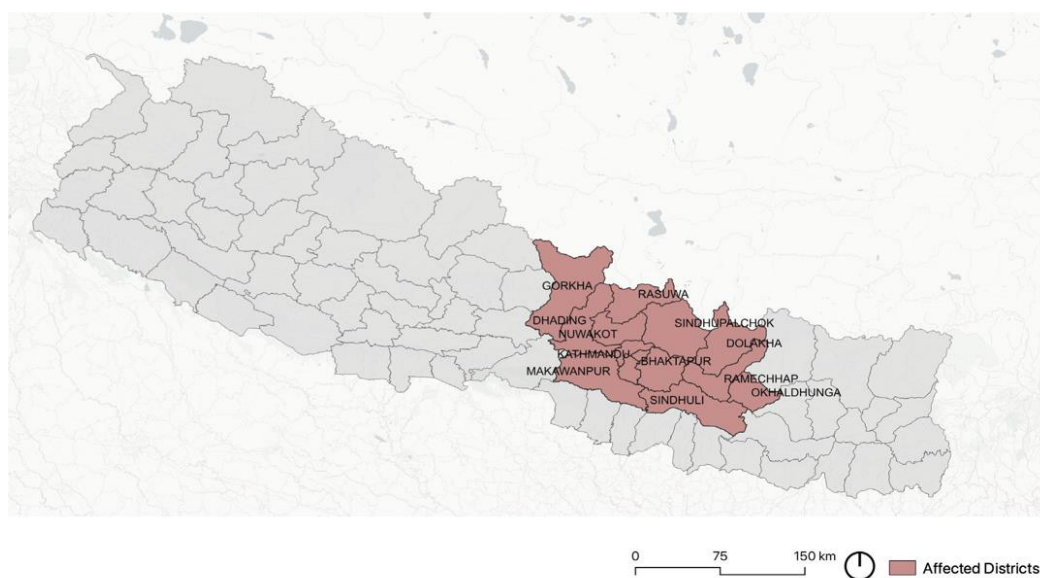 GORKHA
RASUWA
DHADING
SINDHUPALCHOK
NUWAKOT
DOLAKHA
KATHMANDU
BHAKTAPUR
MAKAWANPUR
RAMECHHAP
OKHALDHUNGA
SINDHULI
0 75 150 km
Affected Districts